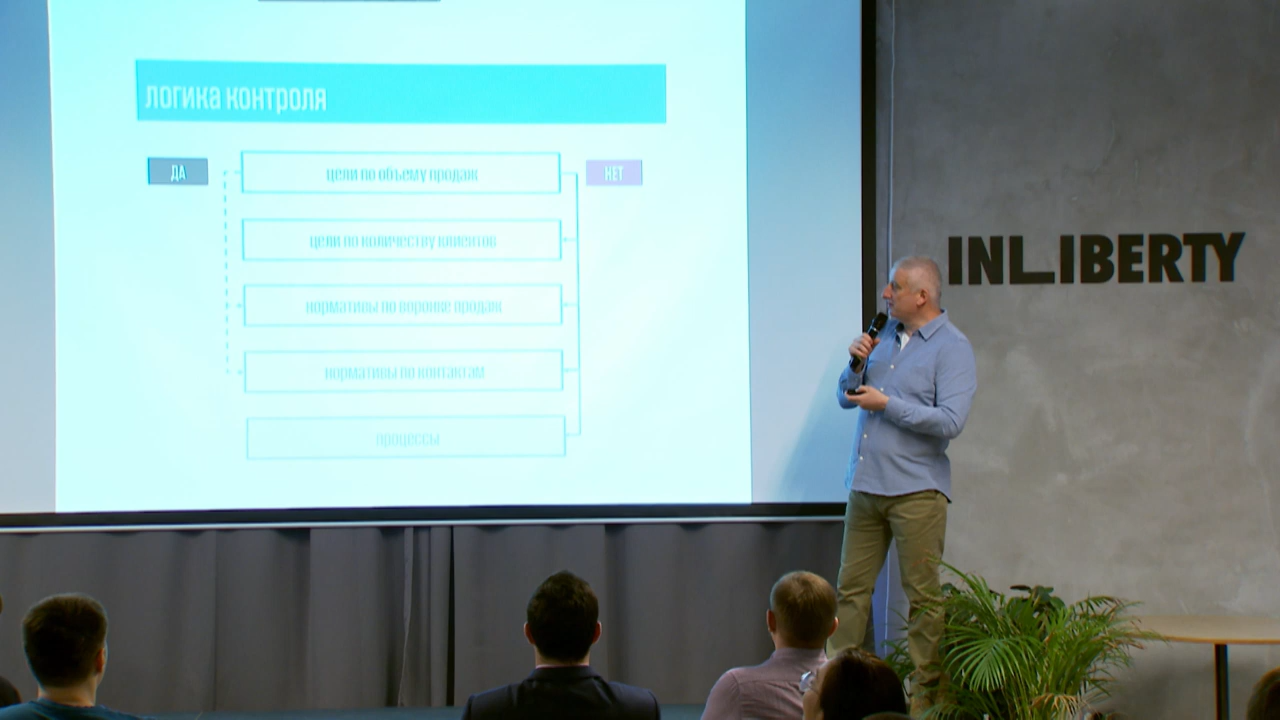 логика контроля
ДА
цели по объему продаж
НЕТ
цели по количеству клиентов
нормативы по воронке продаж
нормативы по контактам
процессы
INLIBERTY